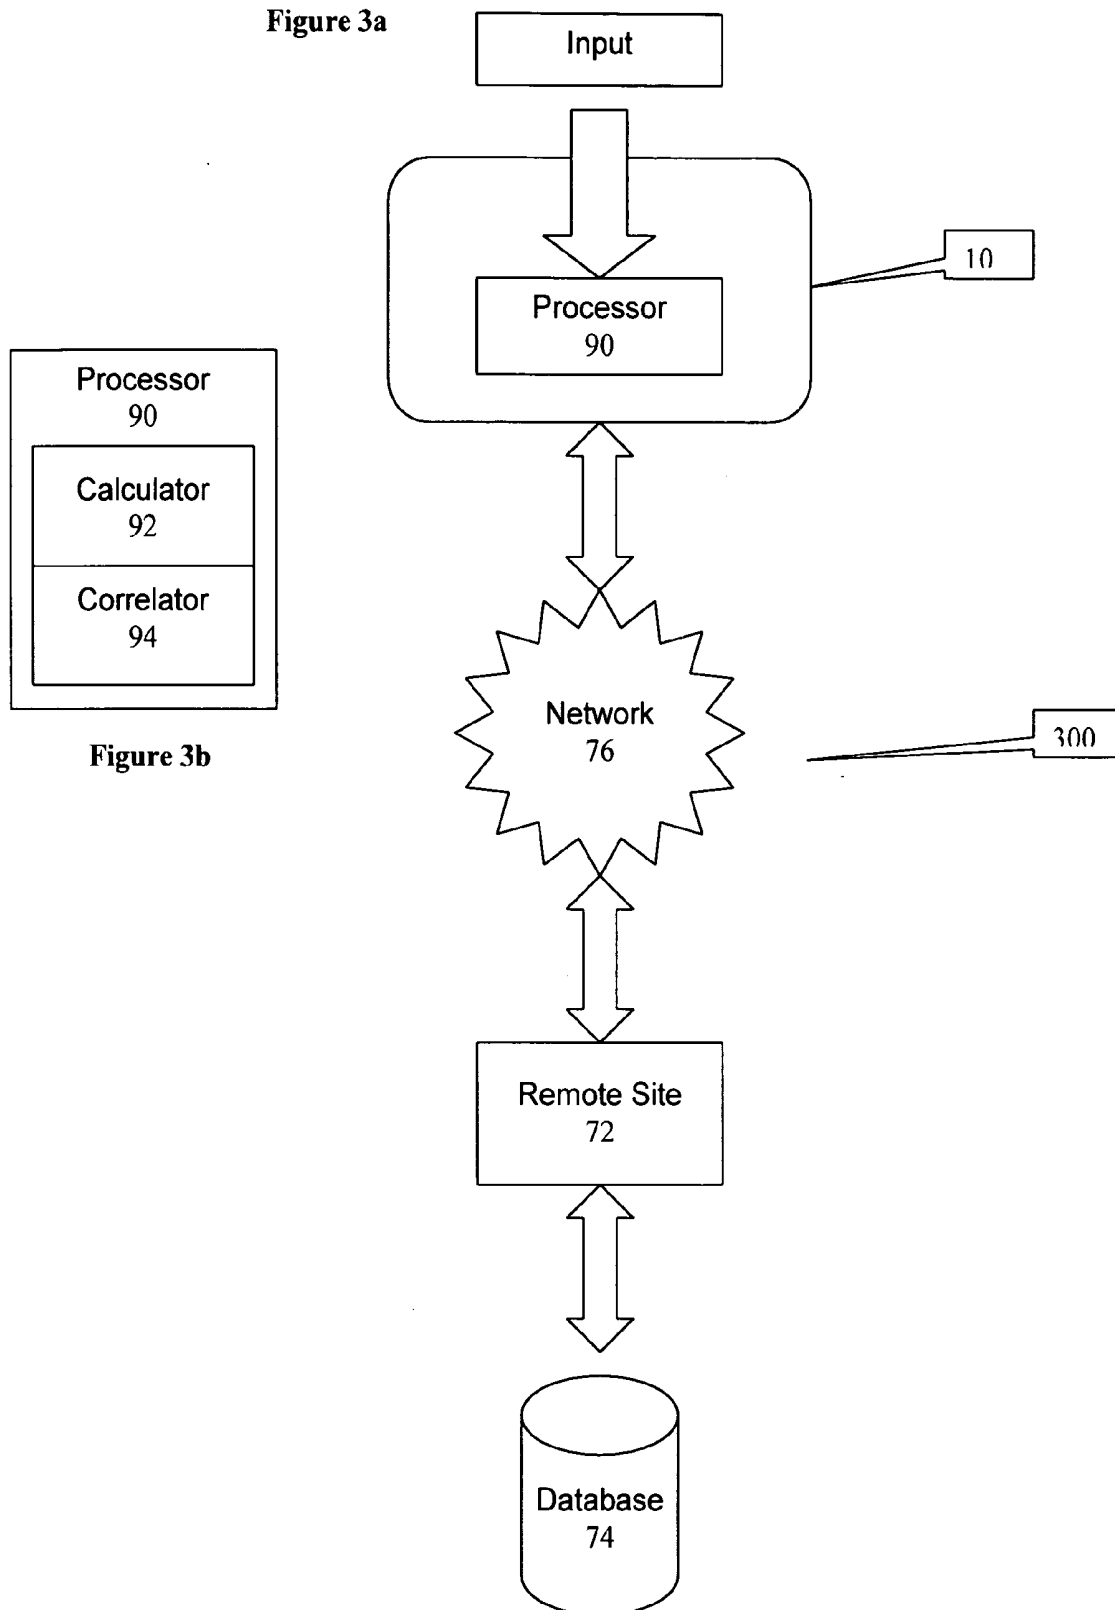 Figure 3a
Input
10
Processor
90
Processor
90
Calculator
92
Correlator
94
Figure 3b
Network
76
300
Remote Site
72
Database
74